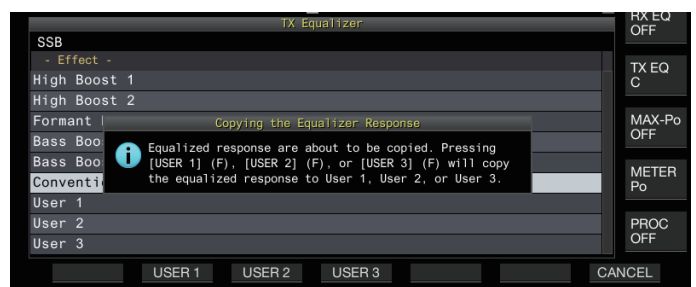 TX Equalizer
SSB
- Effect -
High Boost 1
High Boost 2
Formant
Copying the Equalizer Response
Bass Boo
Equalized response are about to be copied. Pressing
[USER 1] (F), [USER 2] (F), or [USER 3] (F) will copy
the equalized response to User 1, User 2, or User 3.
Bass Boo
Conventi
User 1
User 2
User 3
RX EQ
OFF
TX EQ
C
MAX-Po
OFF
METER
Po
PROC
OFF
USER 1
USER 2
USER 3
CANCEL